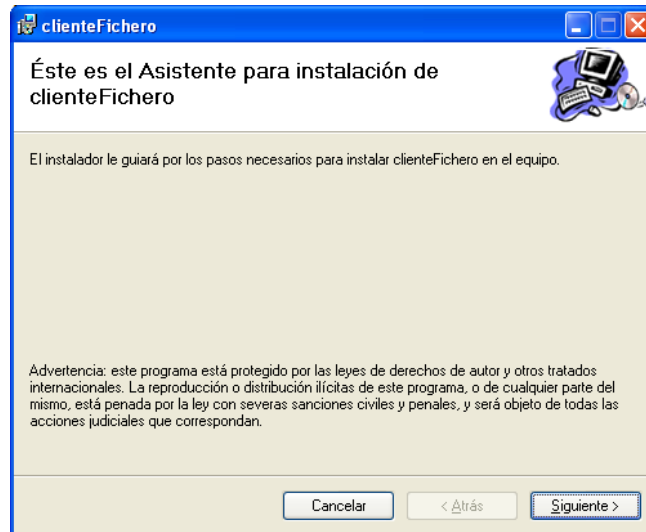 clienteFichero
Éste es el Asistente para instalación de
clienteFichero
El instalador le guiará por los pasos necesarios para instalar clienteFichero en el equipo.
Advertencia: este programa está protegido por las leyes de derechos de autor y otros tratados
internacionales. La reproducción o distribución ilícitas de este programa, o de cualquier parte del
mismo, está penada por la ley con severas sanciones civiles y penales, y será objeto de todas las
acciones judiciales que correspondan.
Cancelar < Atrás Siguiente >